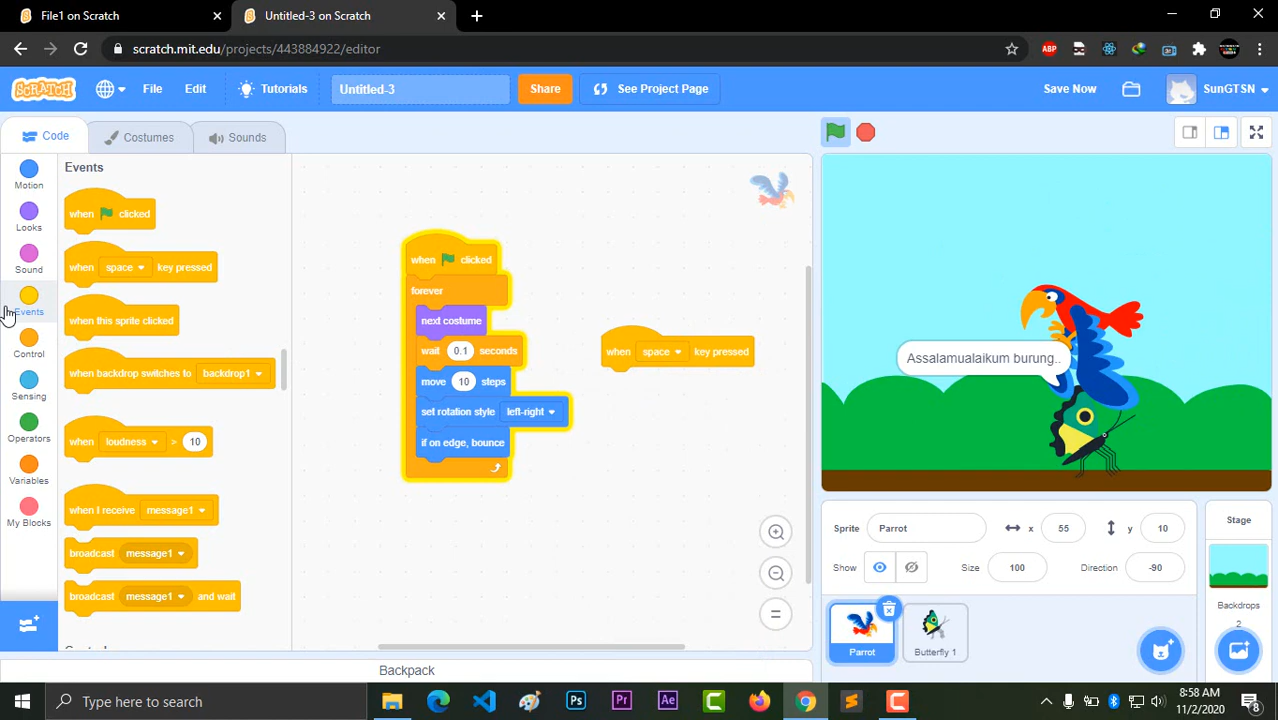 File1 on Scratch
Untitled-3 on Scratch
scratch.mit.edu/projects/443884922/editor
ABP
SCRATCH File Edit Tutorials Untitled-3 Share See Project Page Save Now SunGTSN
Code Costumes Sounds
Motion
Looks
Sound
Events
Control
Sensing
Operators
Variables
My Blocks
Events
when clicked
when space key pressed
when this sprite clicked
when backdrop switches to backdrop1
when loudness > 10
when I receive message1
broadcast message1
broadcast message1 and wait
when clicked
forever
next costume
wait 0.1 seconds
move 10 steps
set rotation style left-right
if on edge, bounce
when space key pressed
Assalamualaikum burung..
Sprite Parrot x 55 y 10
Show Size 100 Direction -90
Parrot
Butterfly 1
Stage
Backdrops
2
Backpack
Type here to search
Ps
Pr
Ae
8:58 AM
11/2/2020
8